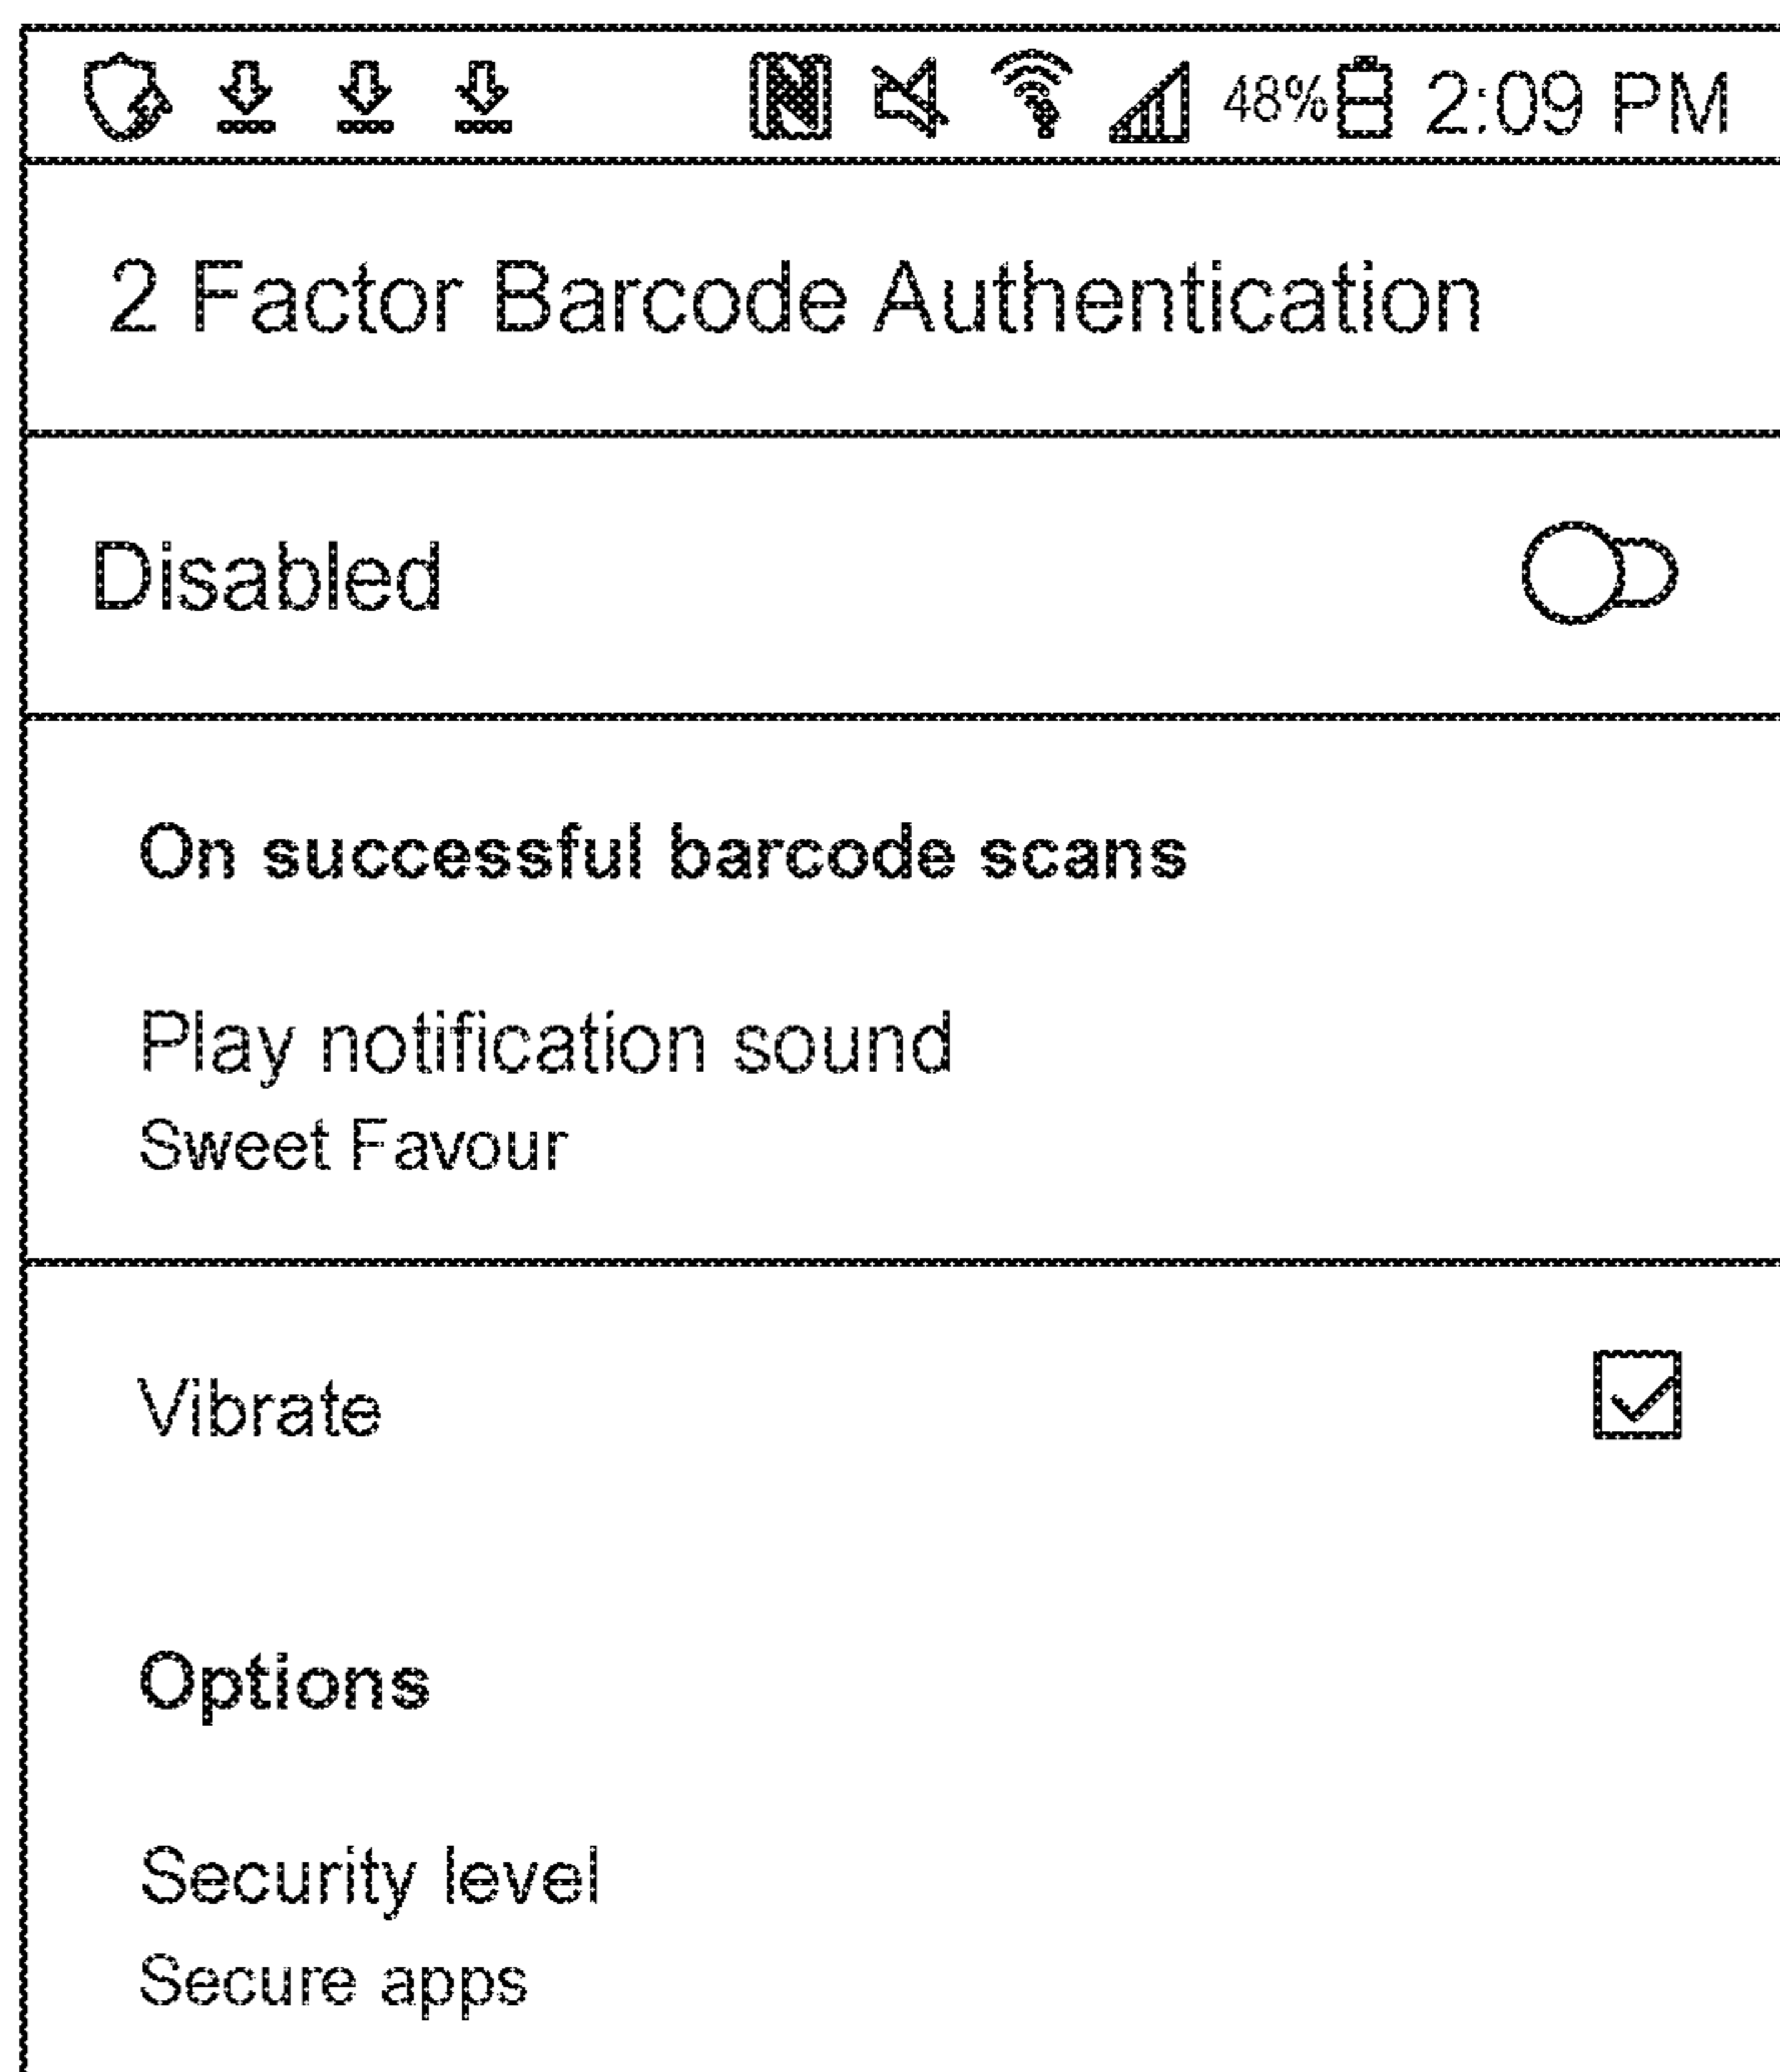 48% 2:09 PM
2 Factor Barcode Authentication
Disabled
On successful barcode scans
Play notification sound
Sweet Favour
Vibrate
Options
Security level
Secure apps